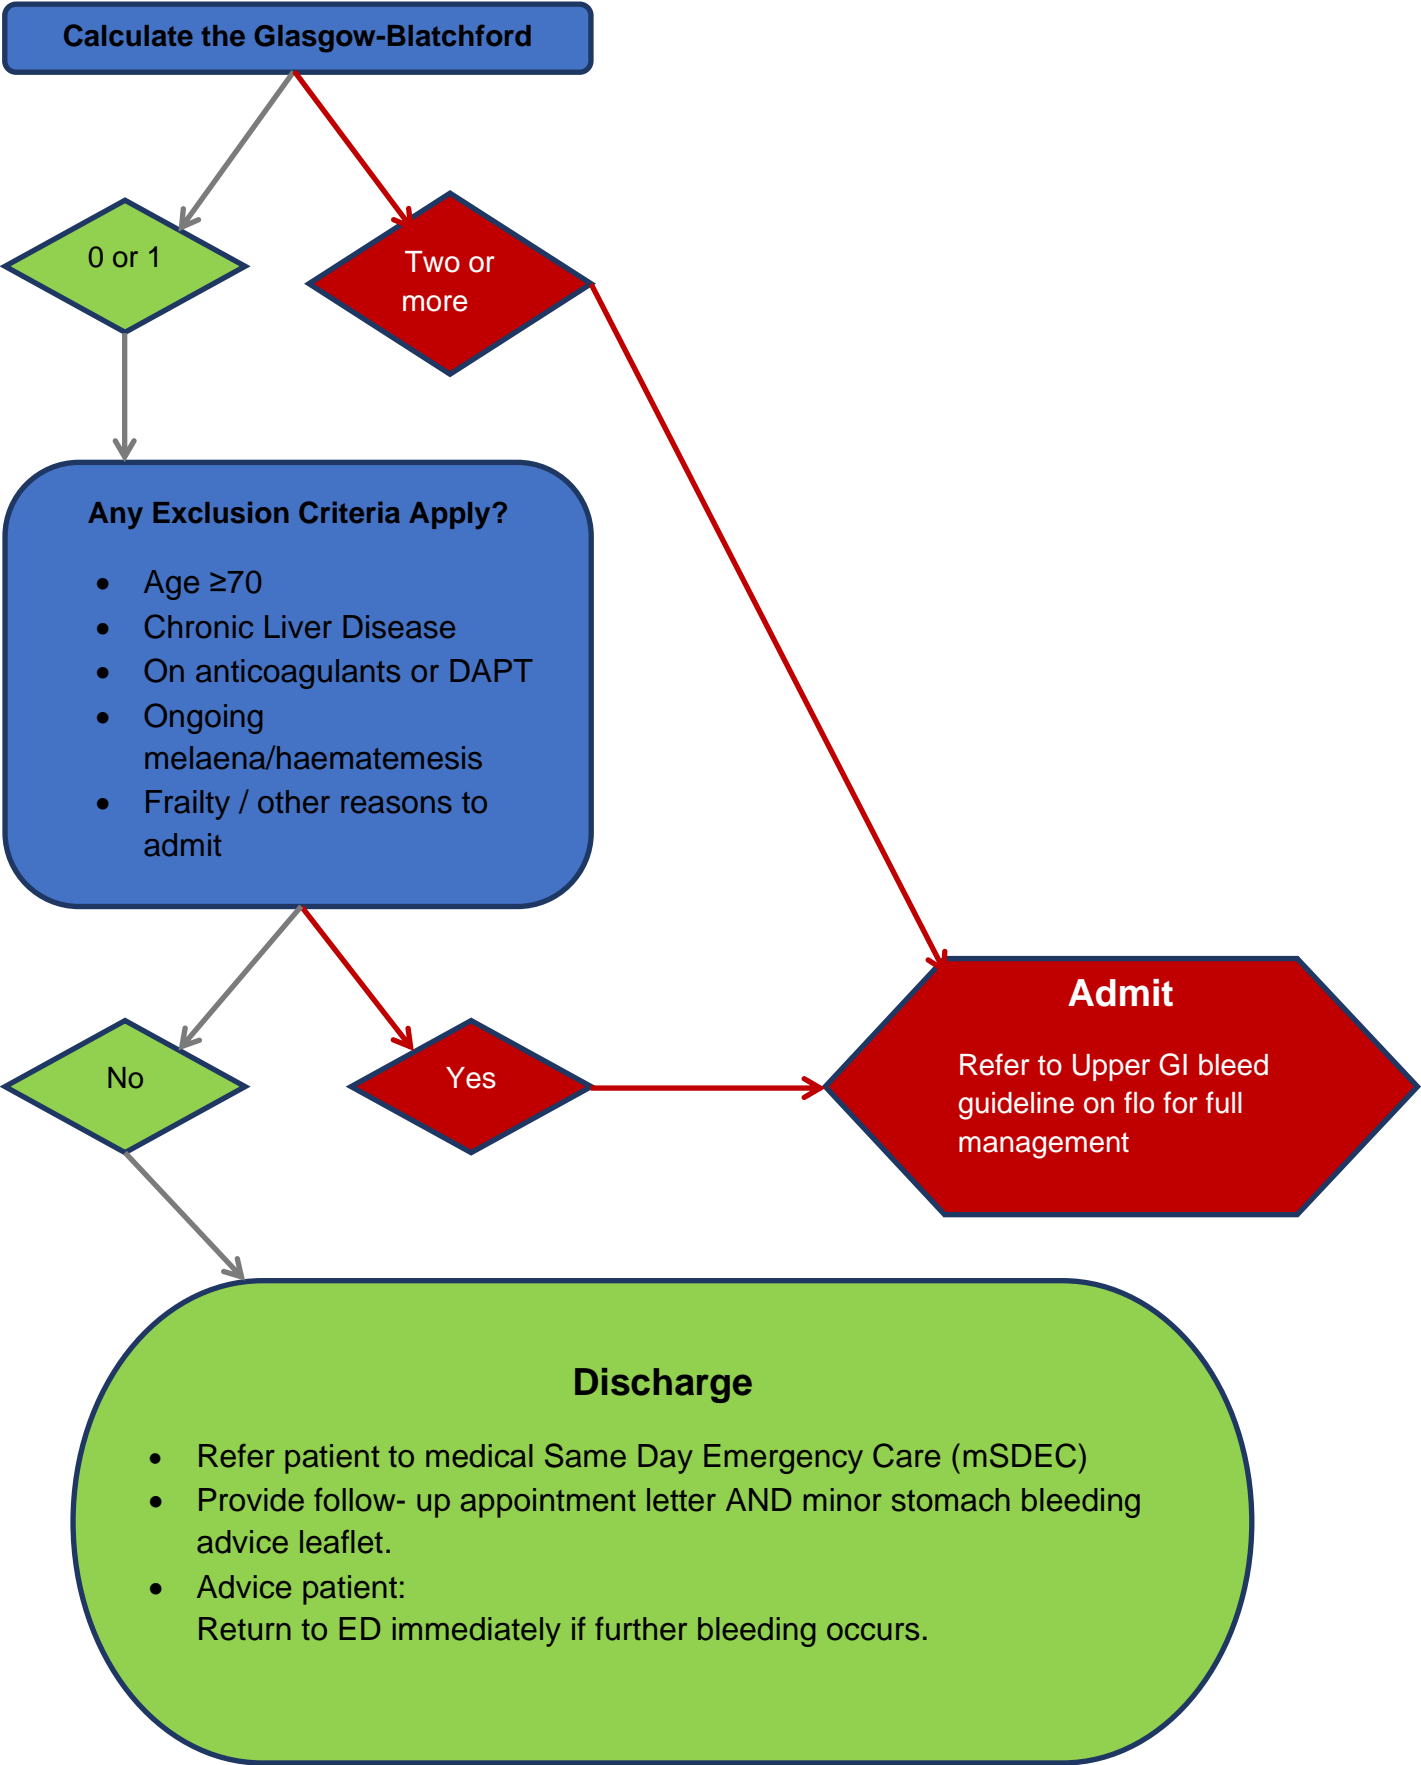 Calculate the Glasgow-Blatchford
0 or 1
Two or
more
Any Exclusion Criteria Apply?
• Age ≥70
• Chronic Liver Disease
• On anticoagulants or DAPT
• Ongoing
melaena/haematemesis
• Frailty / other reasons to
admit
No
Yes
Admit
Refer to Upper GI bleed
guideline on flo for full
management
Discharge
• Refer patient to medical Same Day Emergency Care (mSDEC)
• Provide follow- up appointment letter AND minor stomach bleeding
advice leaflet.
• Advice patient:
Return to ED immediately if further bleeding occurs.